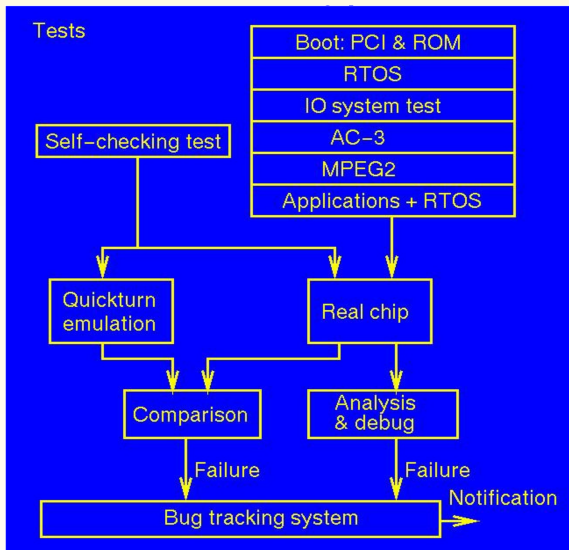 Tests
Boot: PCI & ROM
RTOS
IO system test
AC-3
MPEG2
Applications + RTOS
Self-checking test
Quickturn
emulation
Real chip
Comparison
Analysis
& debug
Failure
Failure
Notification
Bug tracking system